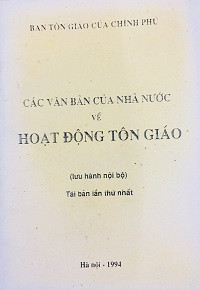 BAN TÔN GIÁO CỦA CHÍNH PHỦ
CÁC VĂN BẢN CỦA NHÀ NƯỚC
VỀ
HOẠT ĐỘNG TÔN GIÁO
(lưu hành nội bộ)
Tái bản lần thứ nhất
Hà nội - 1994